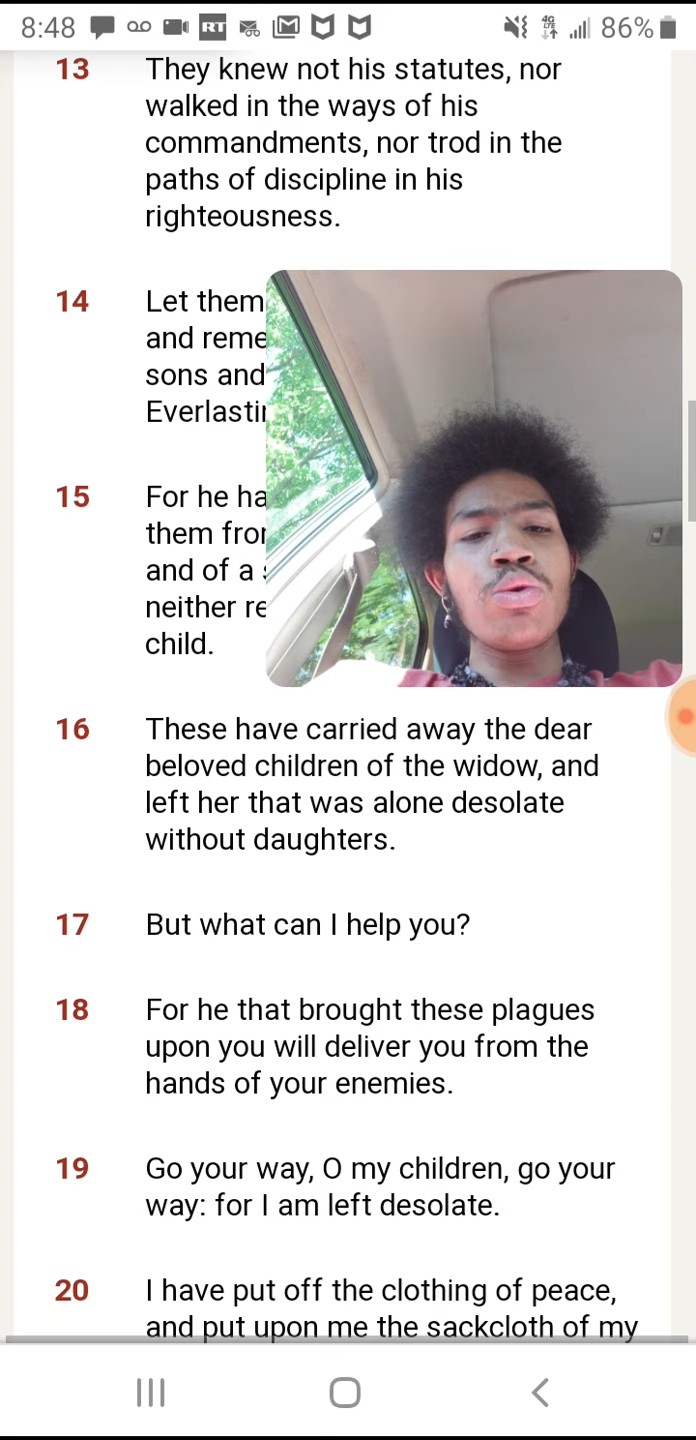 8:48 RT 4G LTE 86%
13 They knew not his statutes, nor
walked in the ways of his
commandments, nor trod in the
paths of discipline in his
righteousness.
14 Let them
and reme
sons and
Everlasti
15 For he ha
them fro
and of a
neither re
child.
16 These have carried away the dear
beloved children of the widow, and
left her that was alone desolate
without daughters.
17 But what can I help you?
18 For he that brought these plagues
upon you will deliver you from the
hands of your enemies.
19 Go your way, O my children, go your
way: for I am left desolate.
20 I have put off the clothing of peace,
and put upon me the sackcloth of my